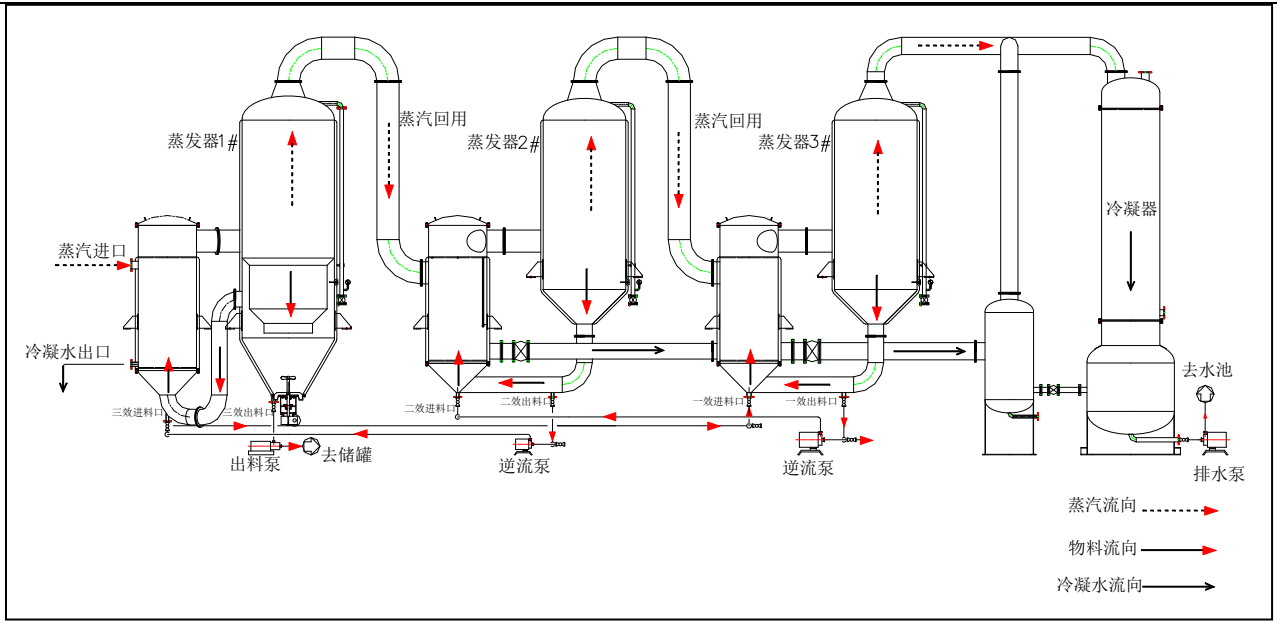 蒸发器1#
蒸汽回用
蒸发器2#
蒸汽回用
蒸发器3#
冷凝器
蒸汽进口
冷凝水出口
三效进料口
三效出料口
二效进料口
二效出料口
一效进料口
一效出料口
去水池
出料泵
去储罐
逆流泵
逆流泵
排水泵
蒸汽流向
物料流向
冷凝水流向